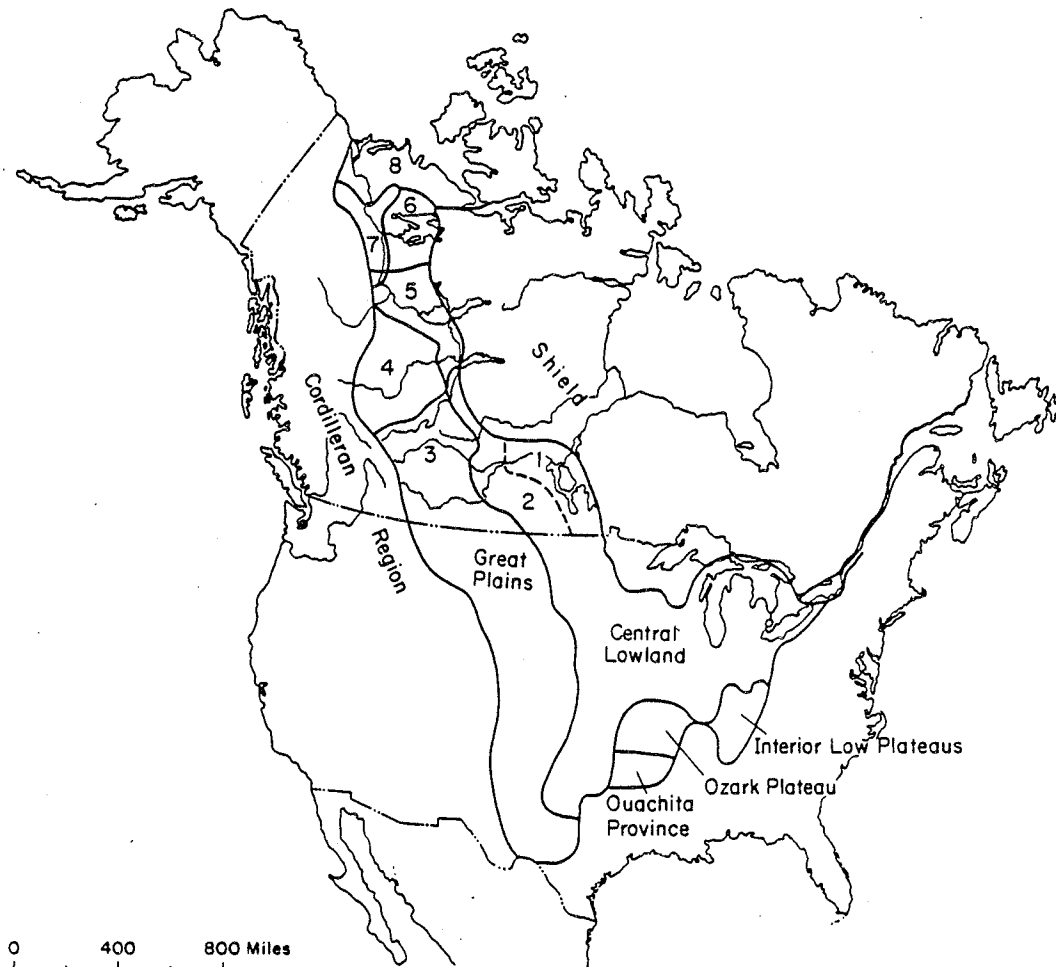 8
6
7
5
Shield
4
Cordilleran
3
1
2
Region
Great
Plains
Central
Lowland
Interior Low Plateaus
Ozark Plateau
Ouachita
Province
0 400 800 Miles